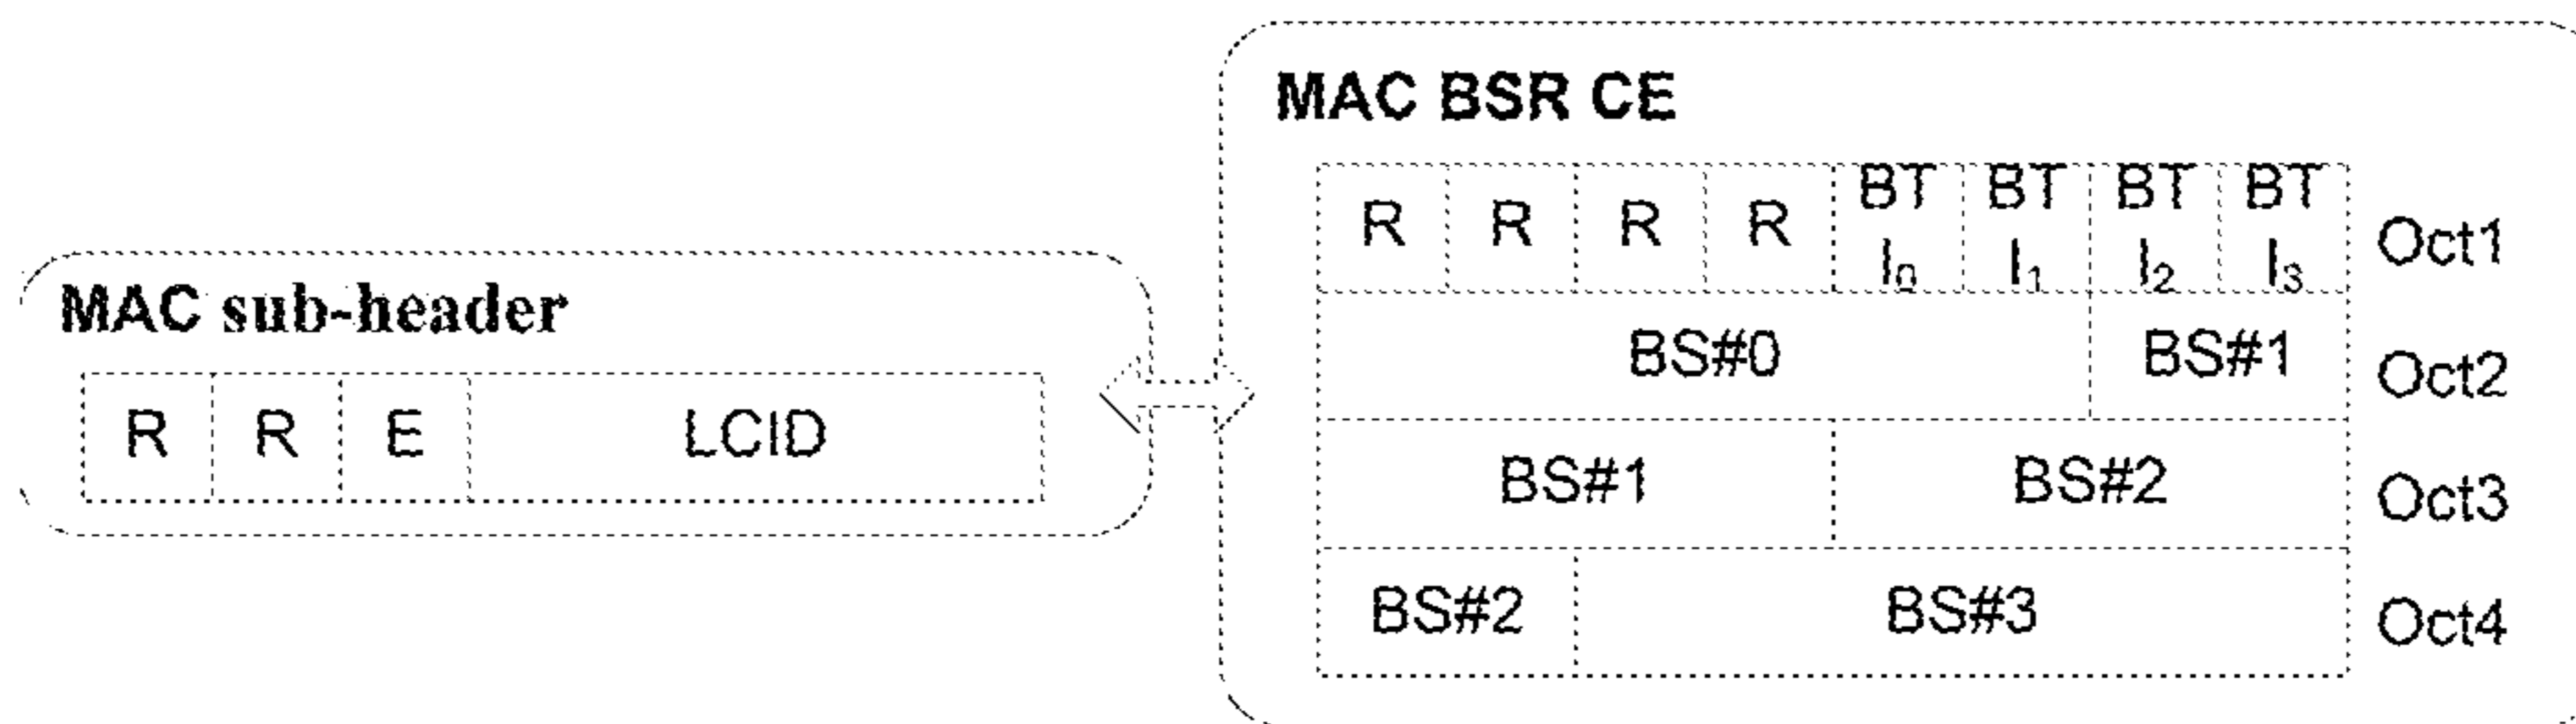 MAC sub-header
R R E LCID
MAC BSR CE
R R R R BT I₀ BT I₁ BT I₂ BT I₃ Oct1
BS#0 BS#1 Oct2
BS#1 BS#2 Oct3
BS#2 BS#3 Oct4